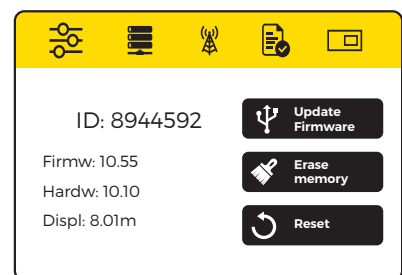 ID: 8944592
Firmw: 10.55
Hardw: 10.10
Displ: 8.01m
Update
Firmware
Erase
memory
Reset